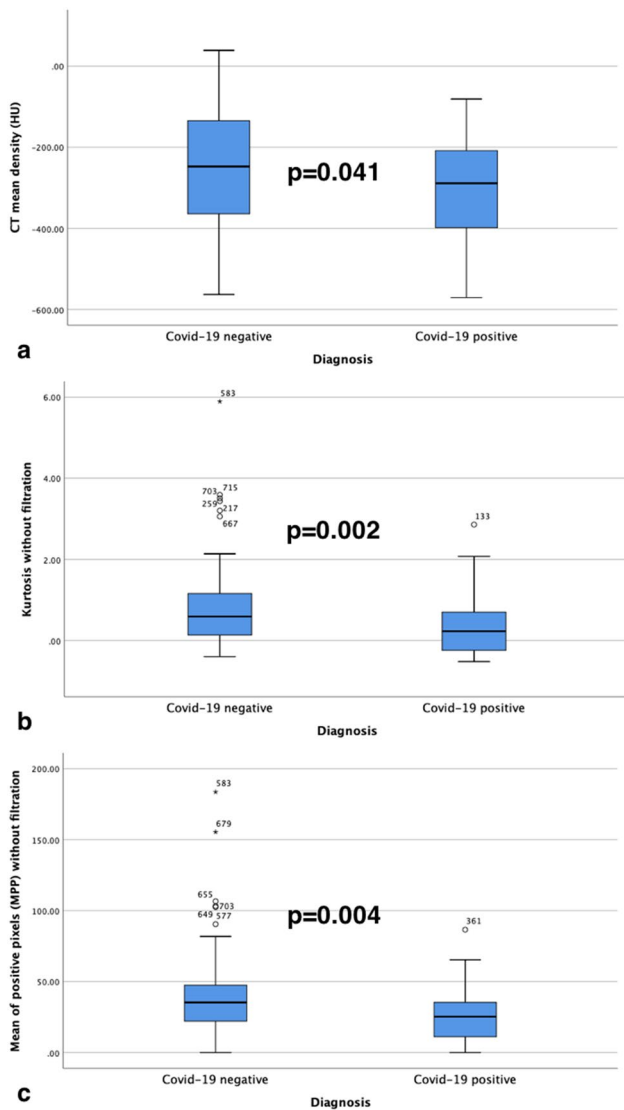 .00
-200.00
-400.00
-600.00
CT mean density (HU)
p=0.041
Covid-19 negative Covid-19 positive
Diagnosis
a
6.00
4.00
2.00
.00
Kurtosis without filtration
583
703 715
259 217
667
133
p=0.002
Covid-19 negative Covid-19 positive
Diagnosis
b
200.00
150.00
100.00
50.00
.00
Mean of positive pixels (MPP) without filtration
583
679
655
703
649 577
361
p=0.004
Covid-19 negative Covid-19 positive
Diagnosis
c